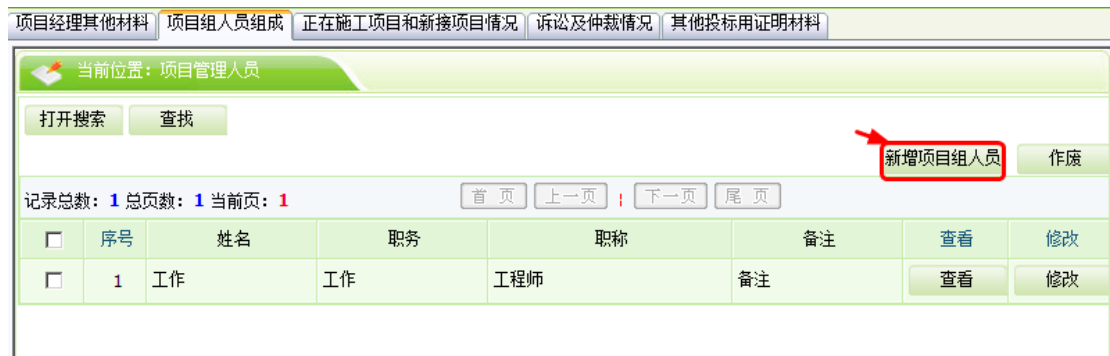 项目经理其他材料 项目组人员组成 正在施工项目和新接项目情况 诉讼及仲裁情况 其他投标用证明材料
当前位置：项目管理人员
打开搜索 查找
新增项目组人员 作废
记录总数：1 总页数：1 当前页：1 首 页 上一页 ¦ 下一页 尾 页
序号 姓名 职务 职称 备注 查看 修改
1 工作 工作 工程师 备注 查看 修改